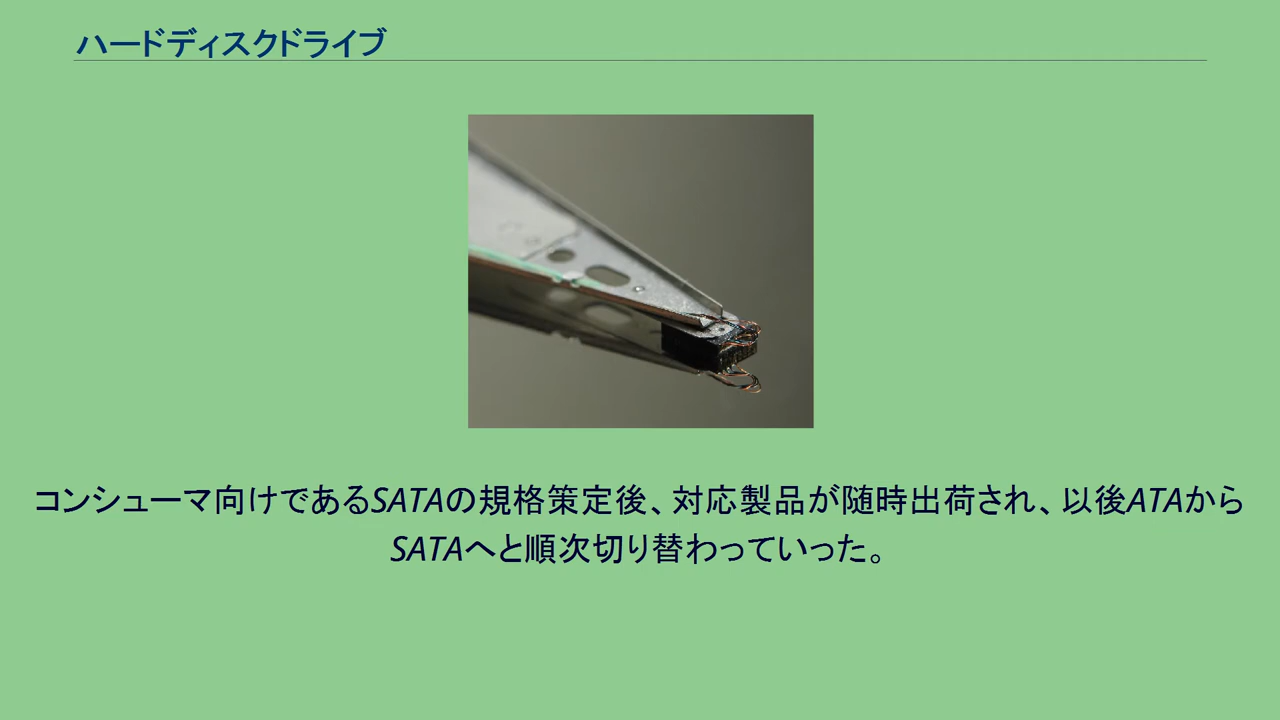 ハードディスクドライブ
コンシューマ向けであるSATAの規格策定後、対応製品が随時出荷され、以後ATAから
SATAへと順次切り替わっていった。